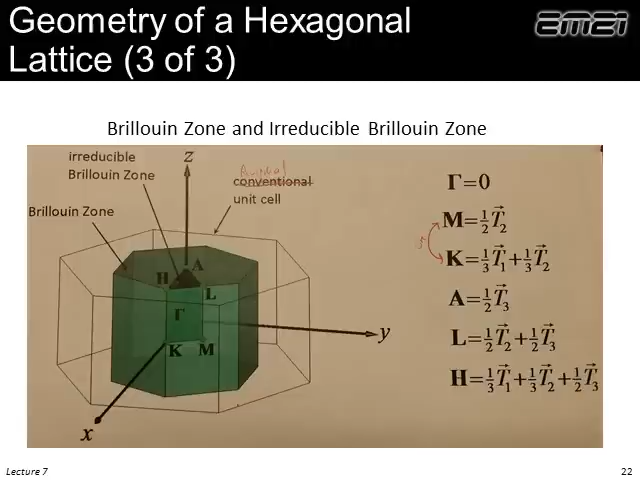 Geometry of a Hexagonal
Lattice (3 of 3)
EM21
Brillouin Zone and Irreducible Brillouin Zone
irreducible
Brillouin Zone
Brillouin Zone
z
conventional
unit cell
A
H
L
Γ
K
M
y
x
Γ=0
M=½T⃗₂
K=⅓T⃗₁+⅓T⃗₂
A=½T⃗₃
L=½T⃗₂+½T⃗₃
H=⅓T⃗₁+⅓T⃗₂+½T⃗₃
Lecture 7
22